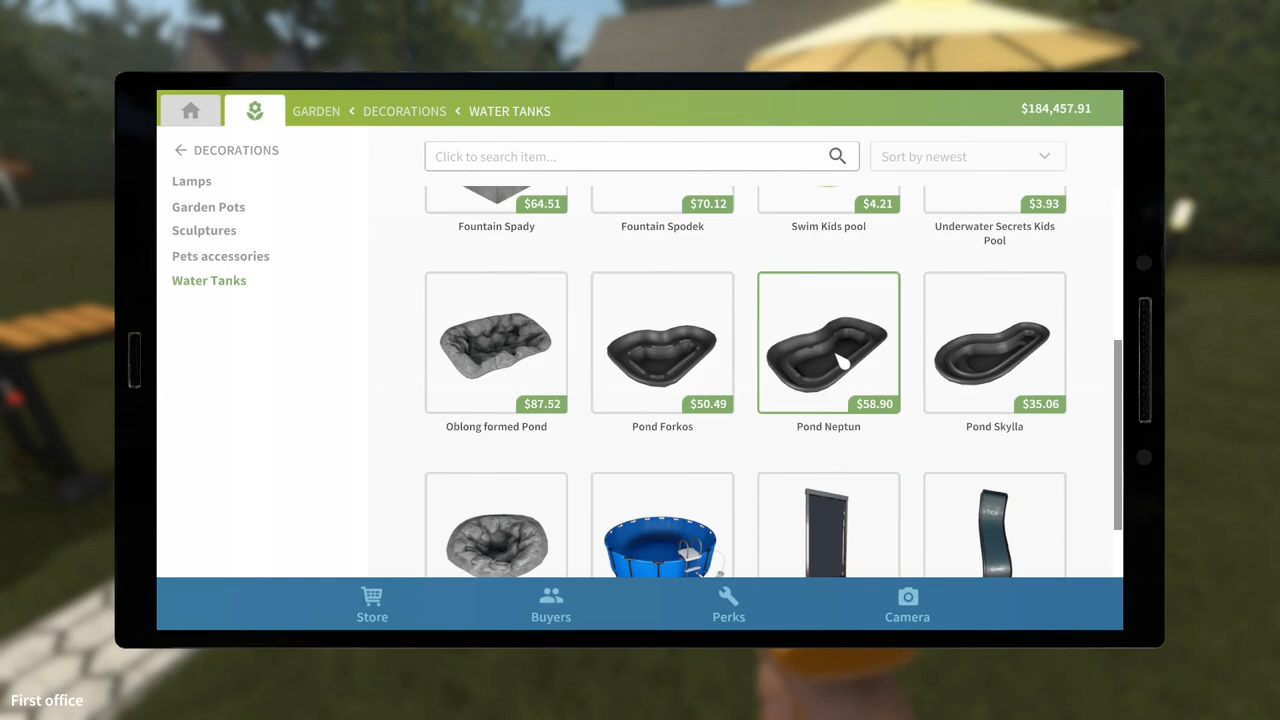 GARDEN < DECORATIONS < WATER TANKS
$184,457.91
DECORATIONS
Lamps
Garden Pots
Sculptures
Pets accessories
Water Tanks
Click to search item...
Sort by newest
$64.51
Fountain Spady
$70.12
Fountain Spodek
$4.21
Swim Kids pool
$3.93
Underwater Secrets Kids
Pool
$87.52
Oblong formed Pond
$50.49
Pond Forkos
$58.90
Pond Neptun
$35.06
Pond Skylla
Store
Buyers
Perks
Camera
First office